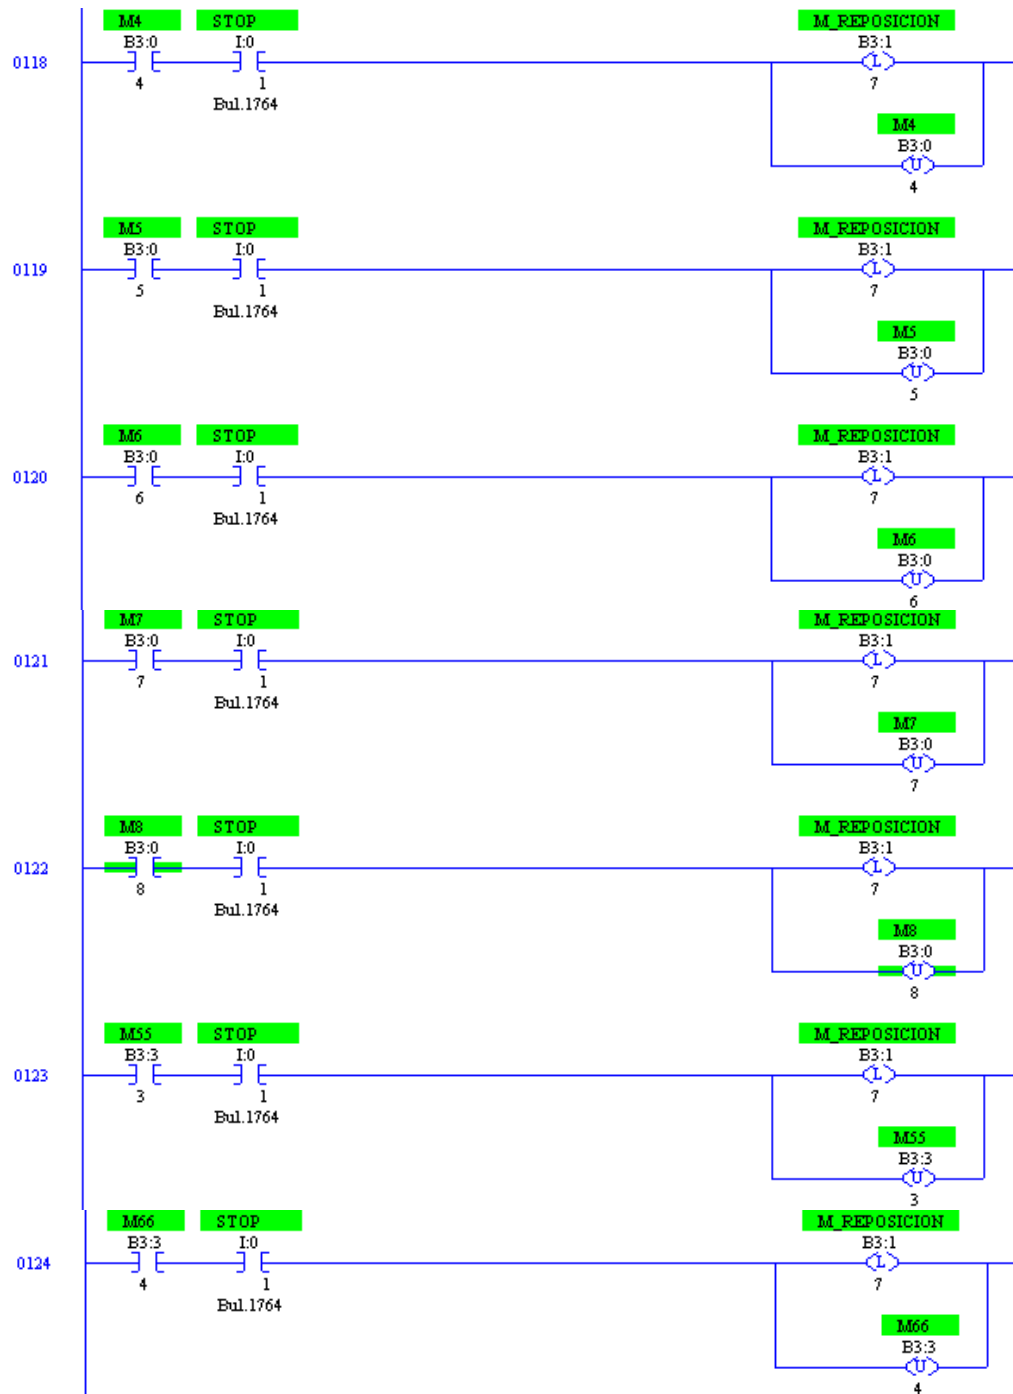 M4 STOP M_REPOSICION
B3:0 I:0 B3:1
0118 L
4 1 7
Bul.1764
M4
B3:0
U
4
M5 STOP M_REPOSICION
B3:0 I:0 B3:1
0119 L
5 1 7
Bul.1764
M5
B3:0
U
5
M6 STOP M_REPOSICION
B3:0 I:0 B3:1
0120 L
6 1 7
Bul.1764
M6
B3:0
U
6
M7 STOP M_REPOSICION
B3:0 I:0 B3:1
0121 L
7 1 7
Bul.1764
M7
B3:0
U
7
M8 STOP M_REPOSICION
B3:0 I:0 B3:1
0122 L
8 1 7
Bul.1764
M8
B3:0
U
8
M55 STOP M_REPOSICION
B3:3 I:0 B3:1
0123 L
3 1 7
Bul.1764
M55
B3:3
U
3
M66 STOP M_REPOSICION
B3:3 I:0 B3:1
0124 L
4 1 7
Bul.1764
M66
B3:3
U
4